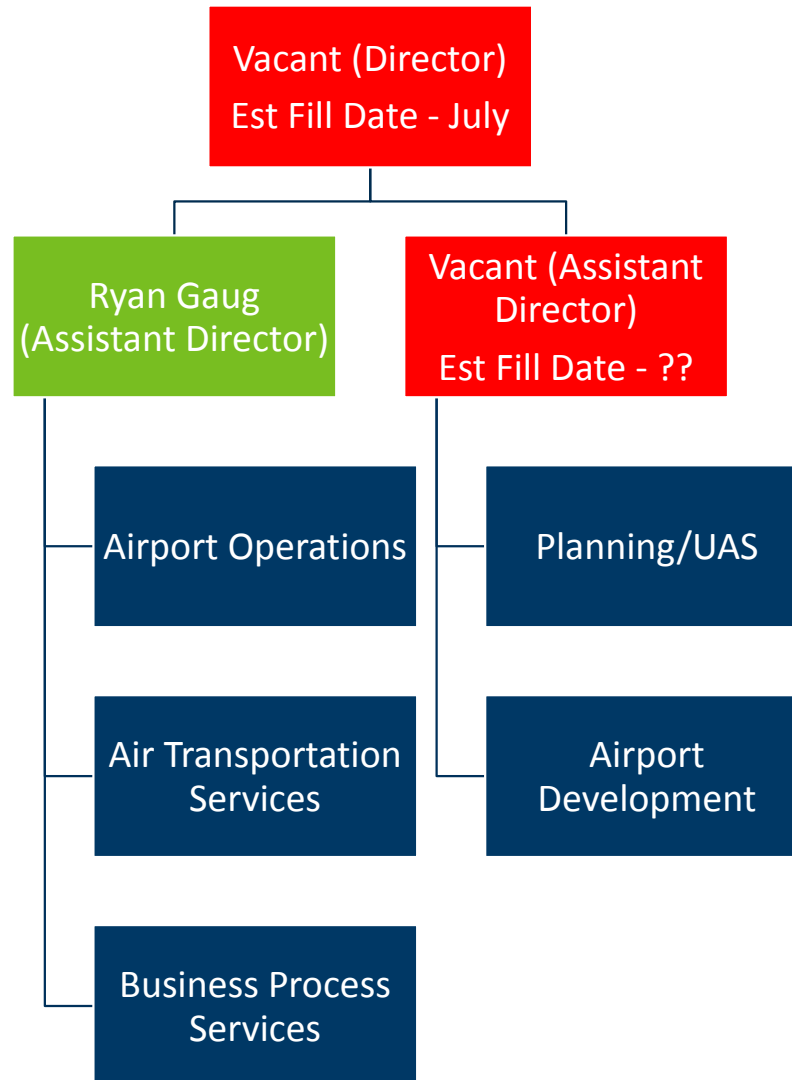 Vacant (Director)
Est Fill Date - July
Ryan Gaug
(Assistant Director)
Vacant (Assistant
Director)
Est Fill Date - ??
Airport Operations
Planning/UAS
Air Transportation
Services
Airport
Development
Business Process
Services